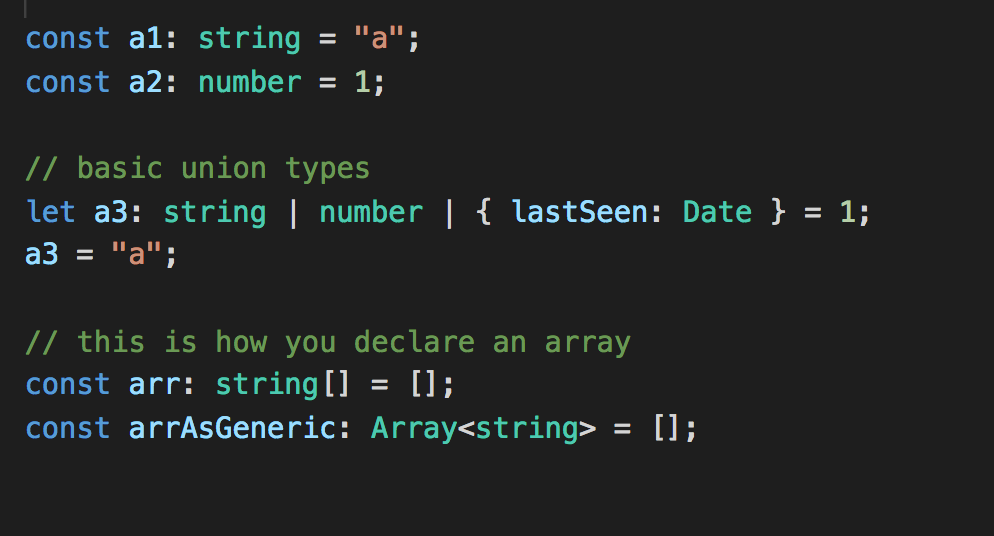 const a1: string = "a";
const a2: number = 1;
// basic union types
let a3: string | number | { lastSeen: Date } = 1;
a3 = "a";
// this is how you declare an array
const arr: string[] = [];
const arrAsGeneric: Array<string> = [];